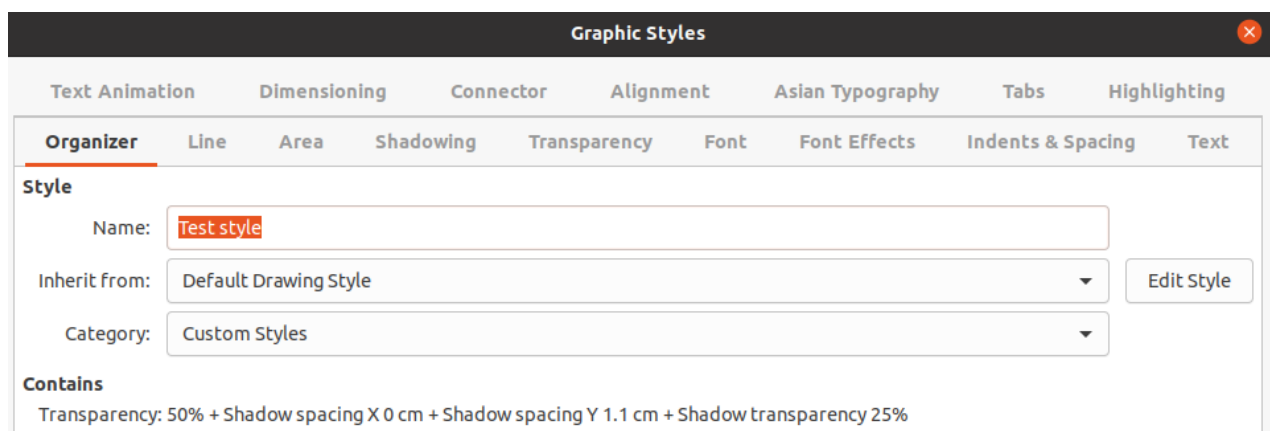 Graphic Styles
Text Animation Dimensioning Connector Alignment Asian Typography Tabs Highlighting
Organizer Line Area Shadowing Transparency Font Font Effects Indents & Spacing Text
Style
Name: Test style
Inherit from: Default Drawing Style Edit Style
Category: Custom Styles
Contains
Transparency: 50% + Shadow spacing X 0 cm + Shadow spacing Y 1.1 cm + Shadow transparency 25%